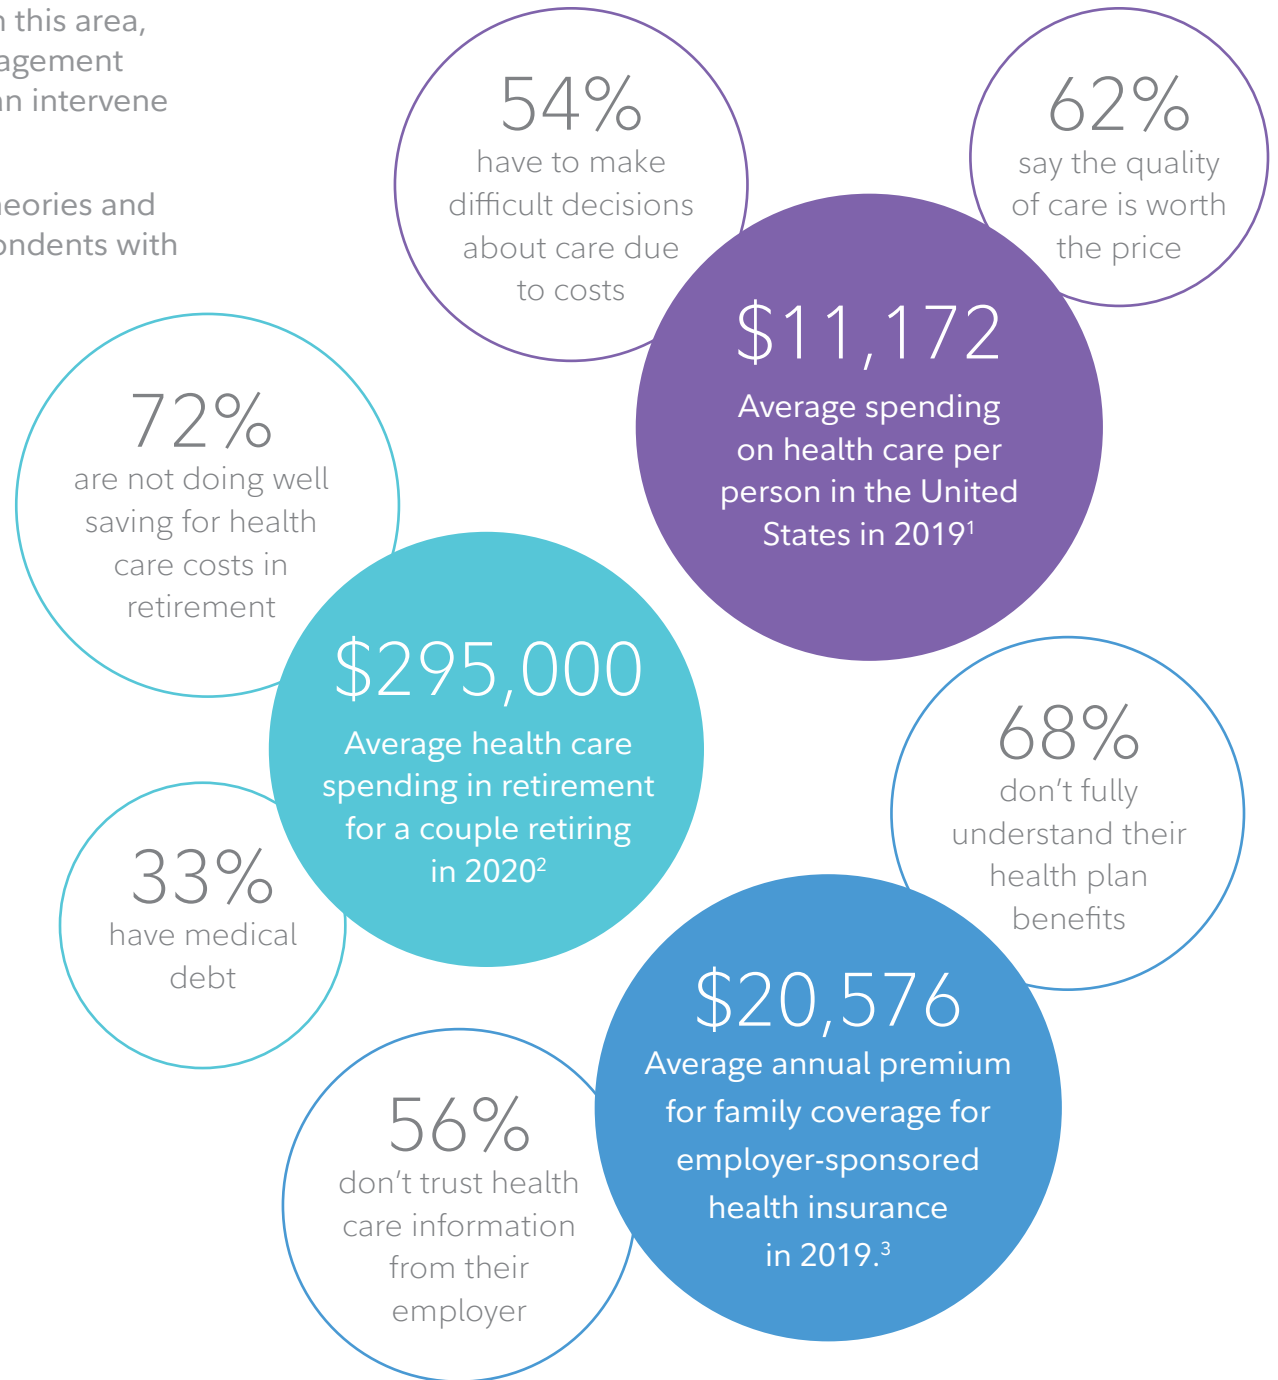 this area,
an intervene
heories and
with
54%
have to make
difficult decisions
about care due
to costs
62%
say the quality
of care is worth
the price
$11,172
Average spending
on health care per
person in the United
States in 2019¹
72%
are not doing well
saving for health
care costs in
retirement
$295,000
Average health care
spending in retirement
for a couple retiring
in 2020²
68%
don't fully
understand their
health plan
benefits
33%
have medical
debt
$20,576
Average annual premium
for family coverage for
employer-sponsored
health insurance
in 2019.³
56%
don't trust health
care information
from their
employer